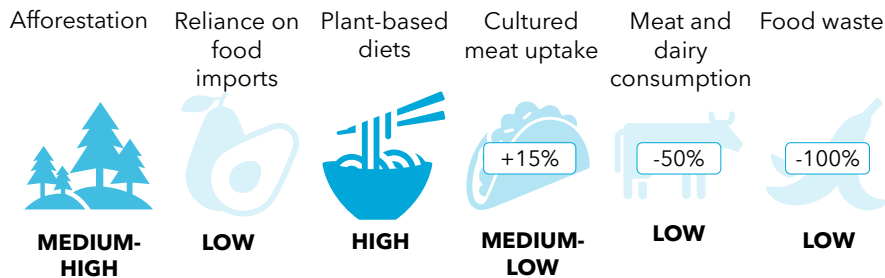 Afforestation
Reliance on
food
imports
Plant-based
diets
Cultured
meat uptake
Meat and
dairy
consumption
Food waste
+15%
-50%
-100%
MEDIUM-
HIGH
LOW
HIGH
MEDIUM-
LOW
LOW
LOW